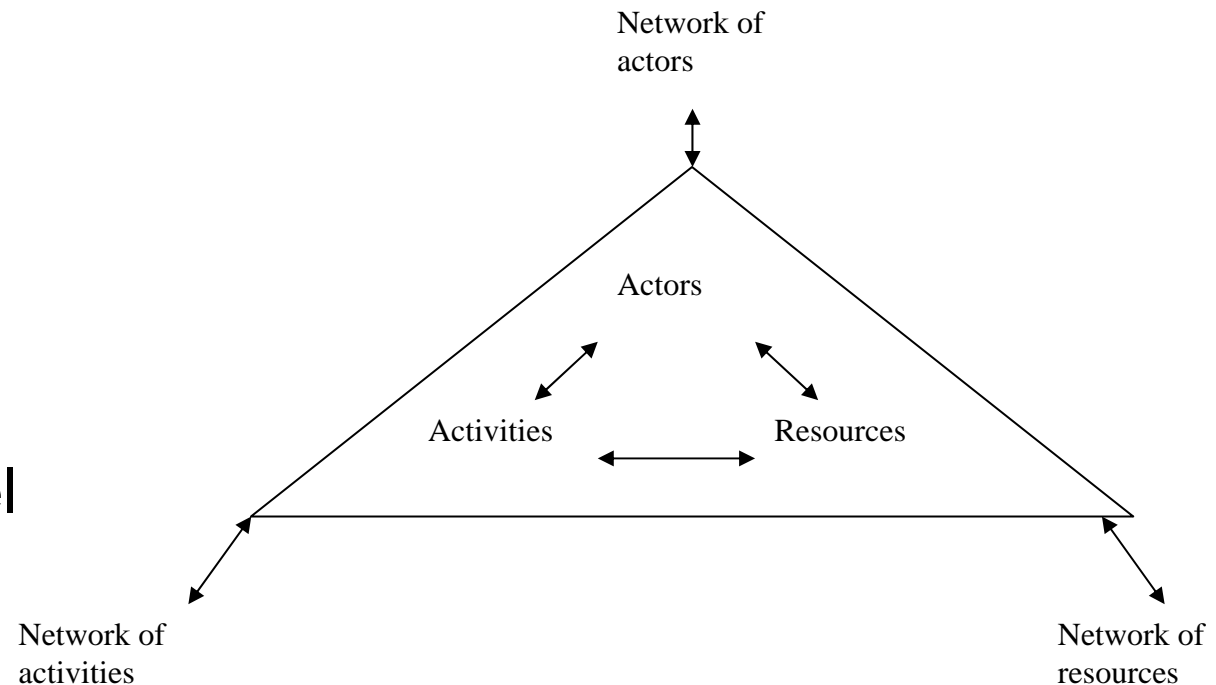 Network of
actors
Actors
Activities
Resources
Network of
activities
Network of
resources